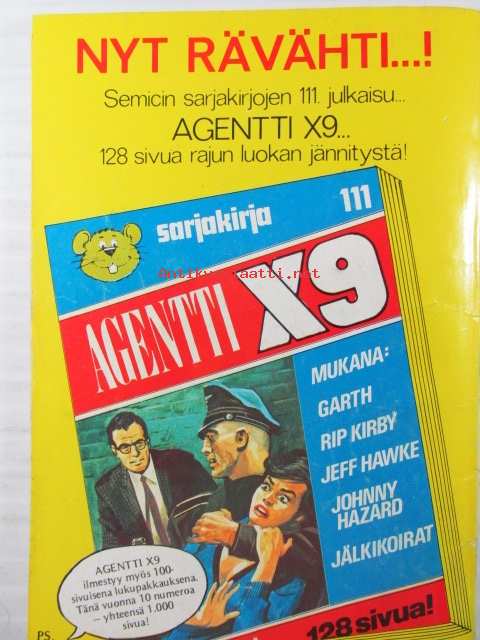 NYT RÄVÄHTI...!
Semicin sarjakirjojen 111. julkaisu...
AGENTTI X9...
128 sivua rajun luokan jännitystä!
sarjakirja 111
AGENTTI X9
MUKANA:
GARTH
RIP KIRBY
JEFF HAWKE
JOHNNY
HAZARD
JÄLKIKOIRAT
128 sivua!
AGENTTI X9
ilmestyy myös 100-
sivuisena lukupakkauksena.
Tänä vuonna 10 numeroa
– yhteensä 1.000
sivua!
PS.